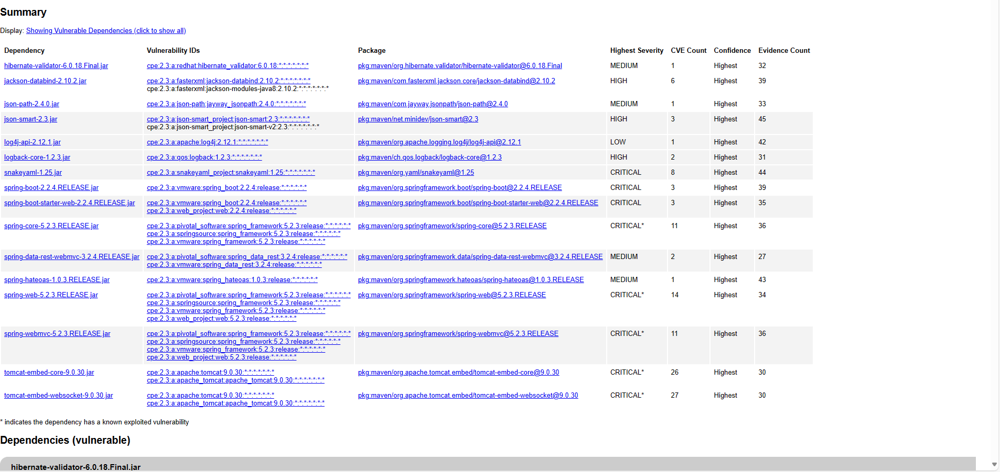 Summary
Display: Showing Vulnerable Dependencies (click to show all)
Dependency Vulnerability IDs Package Highest Severity CVE Count Confidence Evidence Count
hibernate-validator-6.0.18.Final.jar cpe:2.3:a:redhat:hibernate_validator:6.0.18:*:*:*:*:*:*:* pkg:maven/org.hibernate.validator/hibernate-validator@6.0.18.Final MEDIUM 1 Highest 32
jackson-databind-2.10.2.jar cpe:2.3:a:fasterxml:jackson-databind:2.10.2:*:*:*:*:*:*:* pkg:maven/com.fasterxml.jackson.core/jackson-databind@2.10.2 HIGH 6 Highest 39
cpe:2.3:a:fasterxml:jackson-modules-java8:2.10.2:*:*:*:*:*:*:*
json-path-2.4.0.jar cpe:2.3:a:json-path:jayway_jsonpath:2.4.0:*:*:*:*:*:*:* pkg:maven/com.jayway.jsonpath/json-path@2.4.0 MEDIUM 1 Highest 33
json-smart-2.3.jar cpe:2.3:a:json-smart_project:json-smart:2.3:*:*:*:*:*:*:* pkg:maven/net.minidev/json-smart@2.3 HIGH 3 Highest 45
cpe:2.3:a:json-smart_project:json-smart-v2:2.3:*:*:*:*:*:*:*
log4j-api-2.12.1.jar cpe:2.3:a:apache:log4j:2.12.1:*:*:*:*:*:*:* pkg:maven/org.apache.logging.log4j/log4j-api@2.12.1 LOW 1 Highest 42
logback-core-1.2.3.jar cpe:2.3:a:qos:logback:1.2.3:*:*:*:*:*:*:* pkg:maven/ch.qos.logback/logback-core@1.2.3 HIGH 2 Highest 31
snakeyaml-1.25.jar cpe:2.3:a:snakeyaml_project:snakeyaml:1.25:*:*:*:*:*:*:* pkg:maven/org.yaml/snakeyaml@1.25 CRITICAL 8 Highest 44
spring-boot-2.2.4.RELEASE.jar cpe:2.3:a:vmware:spring_boot:2.2.4:release:*:*:*:*:*:* pkg:maven/org.springframework.boot/spring-boot@2.2.4.RELEASE CRITICAL 3 Highest 39
spring-boot-starter-web-2.2.4.RELEASE.jar cpe:2.3:a:vmware:spring_boot:2.2.4:release:*:*:*:*:*:* pkg:maven/org.springframework.boot/spring-boot-starter-web@2.2.4.RELEASE CRITICAL 3 Highest 35
cpe:2.3:a:web_project:web:2.2.4:release:*:*:*:*:*:*
spring-core-5.2.3.RELEASE.jar cpe:2.3:a:pivotal_software:spring_framework:5.2.3:release:*:*:*:*:*:* pkg:maven/org.springframework/spring-core@5.2.3.RELEASE CRITICAL* 11 Highest 36
cpe:2.3:a:springsource:spring_framework:5.2.3:release:*:*:*:*:*:*
cpe:2.3:a:vmware:spring_framework:5.2.3:release:*:*:*:*:*:*
spring-data-rest-webmvc-3.2.4.RELEASE.jar cpe:2.3:a:pivotal_software:spring_data_rest:3.2.4:release:*:*:*:*:*:* pkg:maven/org.springframework.data/spring-data-rest-webmvc@3.2.4.RELEASE MEDIUM 2 Highest 27
cpe:2.3:a:vmware:spring_data_rest:3.2.4:release:*:*:*:*:*:*
spring-hateoas-1.0.3.RELEASE.jar cpe:2.3:a:vmware:spring_hateoas:1.0.3:release:*:*:*:*:*:* pkg:maven/org.springframework.hateoas/spring-hateoas@1.0.3.RELEASE MEDIUM 1 Highest 43
spring-web-5.2.3.RELEASE.jar cpe:2.3:a:pivotal_software:spring_framework:5.2.3:release:*:*:*:*:*:* pkg:maven/org.springframework/spring-web@5.2.3.RELEASE CRITICAL* 14 Highest 34
cpe:2.3:a:springsource:spring_framework:5.2.3:release:*:*:*:*:*:*
cpe:2.3:a:vmware:spring_framework:5.2.3:release:*:*:*:*:*:*
cpe:2.3:a:web_project:web:5.2.3:release:*:*:*:*:*:*
spring-webmvc-5.2.3.RELEASE.jar cpe:2.3:a:pivotal_software:spring_framework:5.2.3:release:*:*:*:*:*:* pkg:maven/org.springframework/spring-webmvc@5.2.3.RELEASE CRITICAL* 11 Highest 36
cpe:2.3:a:springsource:spring_framework:5.2.3:release:*:*:*:*:*:*
cpe:2.3:a:vmware:spring_framework:5.2.3:release:*:*:*:*:*:*
cpe:2.3:a:web_project:web:5.2.3:release:*:*:*:*:*:*
tomcat-embed-core-9.0.30.jar cpe:2.3:a:apache:tomcat:9.0.30:*:*:*:*:*:*:* pkg:maven/org.apache.tomcat.embed/tomcat-embed-core@9.0.30 CRITICAL* 26 Highest 30
cpe:2.3:a:apache_tomcat:apache_tomcat:9.0.30:*:*:*:*:*:*:*
tomcat-embed-websocket-9.0.30.jar cpe:2.3:a:apache:tomcat:9.0.30:*:*:*:*:*:*:* pkg:maven/org.apache.tomcat.embed/tomcat-embed-websocket@9.0.30 CRITICAL* 27 Highest 30
cpe:2.3:a:apache_tomcat:apache_tomcat:9.0.30:*:*:*:*:*:*:*
* indicates the dependency has a known exploited vulnerability
Dependencies (vulnerable)
hibernate-validator-6.0.18.Final.jar